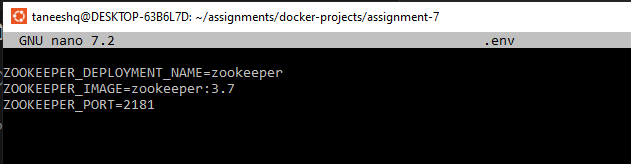 taneeshq@DESKTOP-63B6L7D: ~/assignments/docker-projects/assignment-7
GNU nano 7.2 .env
ZOOKEEPER_DEPLOYMENT_NAME=zookeeper
ZOOKEEPER_IMAGE=zookeeper:3.7
ZOOKEEPER_PORT=2181